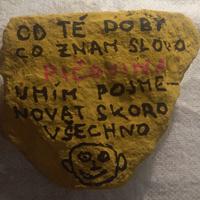 OD TÉ DOBY
CO ZNÁM SLOVO
PIČOVINA
UMÍM POJME-
NOVAT SKORO
VŠECHNO